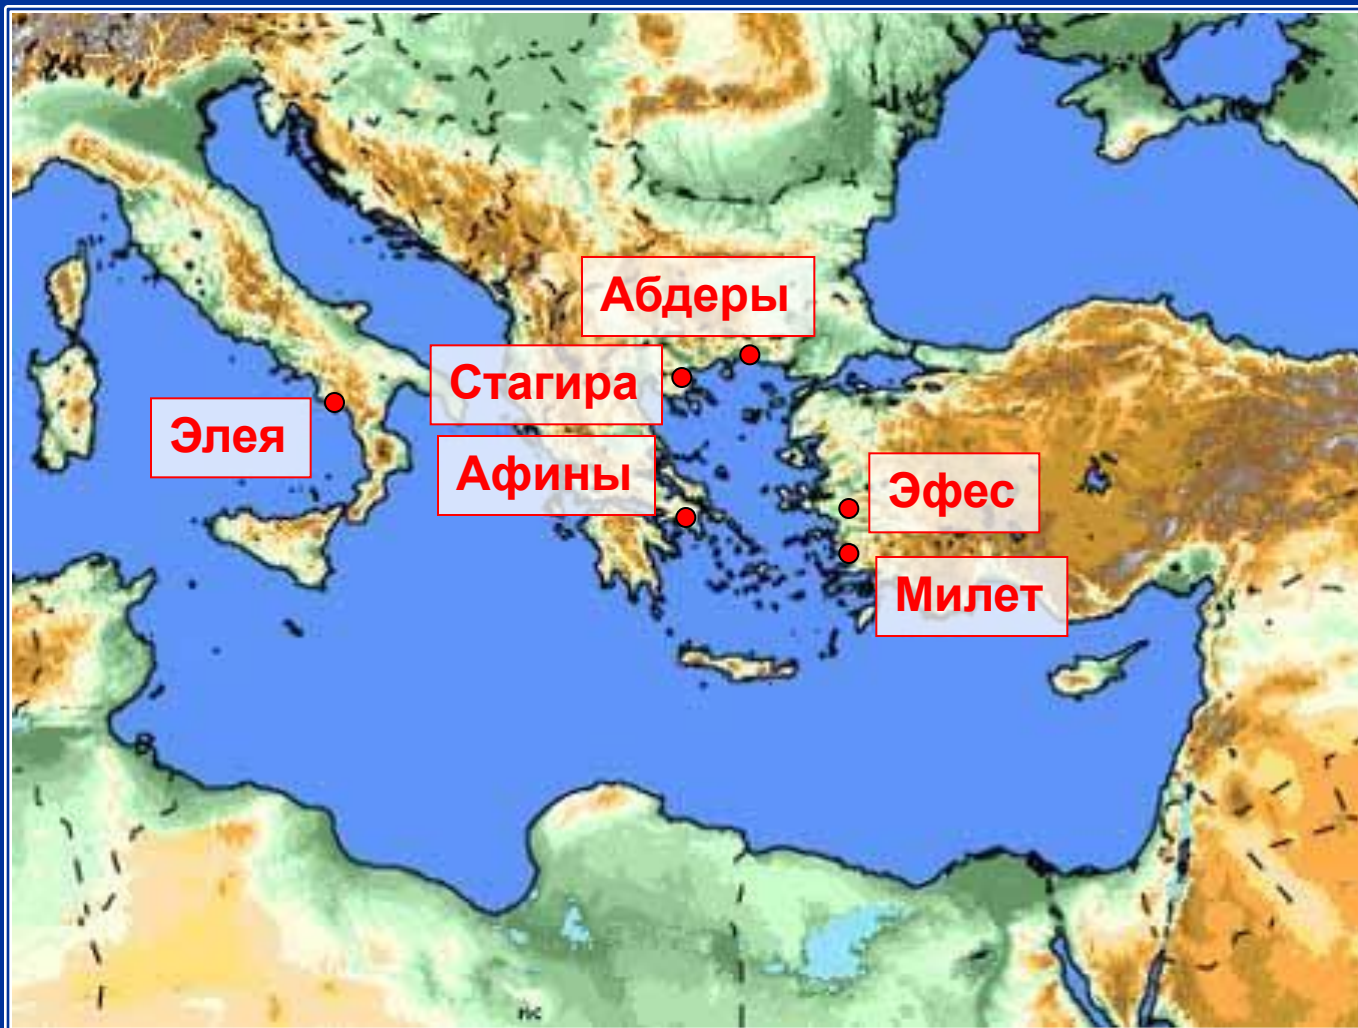 Абдеры
Стагира
Элея
Афины
Эфес
Милет